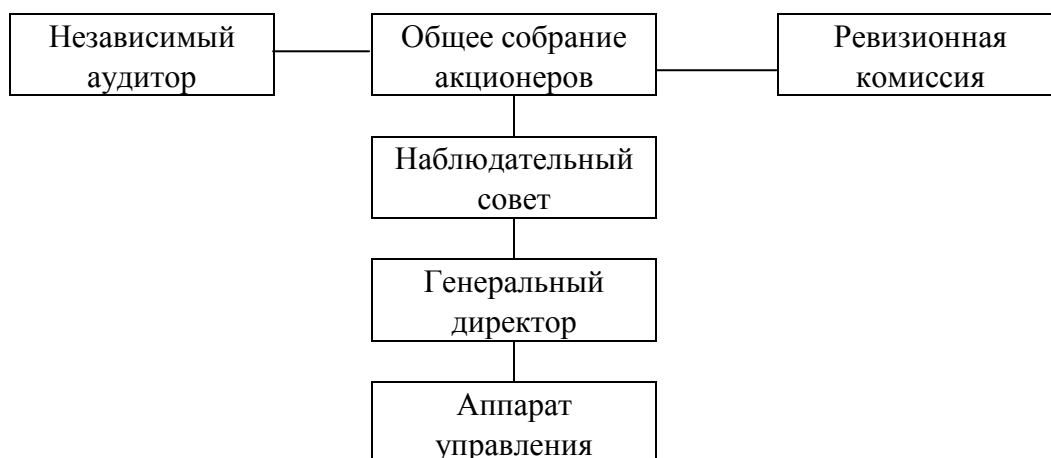 Независимый
аудитор
Общее собрание
акционеров
Ревизионная
комиссия
Наблюдательный
совет
Генеральный
директор
Аппарат
управления